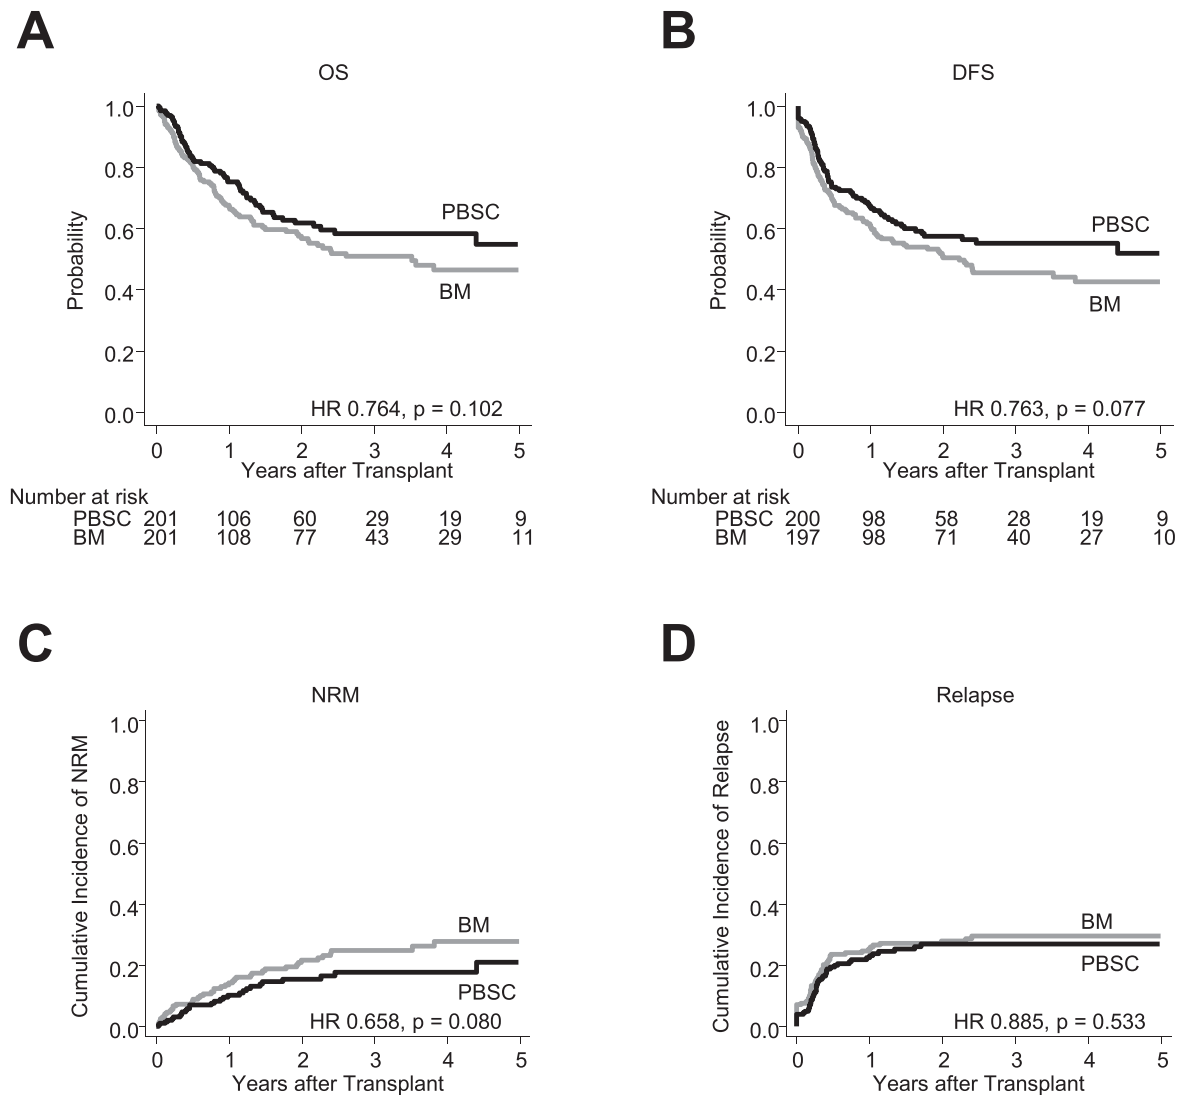 A
OS
Probability
1.0
0.8
0.6
0.4
0.2
0.0
PBSC
BM
HR 0.764, p = 0.102
0 1 2 3 4 5
Years after Transplant
Number at risk
PBSC 201 106 60 29 19 9
BM 201 108 77 43 29 11
B
DFS
Probability
1.0
0.8
0.6
0.4
0.2
0.0
PBSC
BM
HR 0.763, p = 0.077
0 1 2 3 4 5
Years after Transplant
Number at risk
PBSC 200 98 58 28 19 9
BM 197 98 71 40 27 10
C
NRM
Cumulative Incidence of NRM
1.0
0.8
0.6
0.4
0.2
0.0
BM
PBSC
HR 0.658, p = 0.080
0 1 2 3 4 5
Years after Transplant
D
Relapse
Cumulative Incidence of Relapse
1.0
0.8
0.6
0.4
0.2
0.0
BM
PBSC
HR 0.885, p = 0.533
0 1 2 3 4 5
Years after Transplant